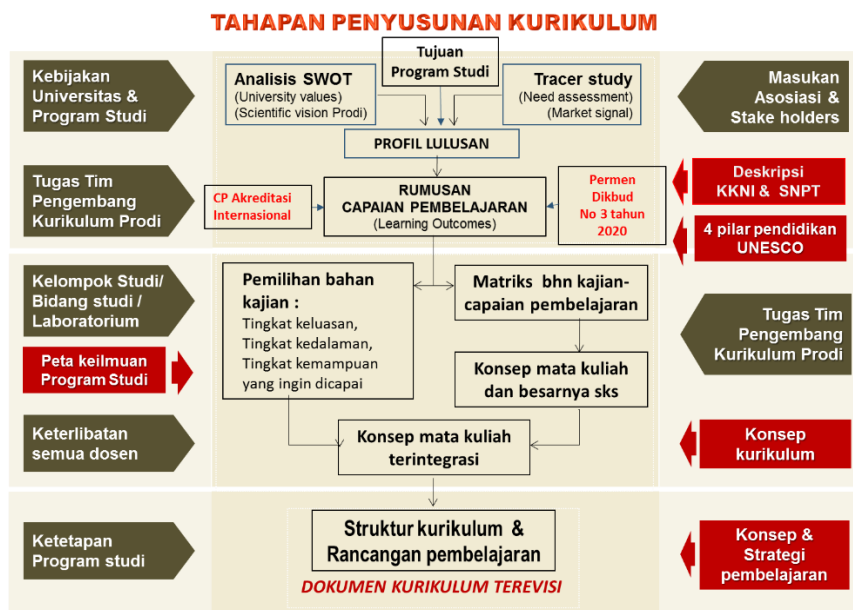 TAHAPAN PENYUSUNAN KURIKULUM
Kebijakan
Universitas &
Program Studi
Analisis SWOT
(University values)
(Scientific vision Prodi)
Tujuan
Program Studi
Tracer study
(Need assessment)
(Market signal)
Masukan
Asosiasi &
Stake holders
PROFIL LULUSAN
Tugas Tim
Pengembang
Kurikulum Prodi
CP Akreditasi
Internasional
RUMUSAN
CAPAIAN PEMBELAJARAN
(Learning Outcomes)
Permen
Dikbud
No 3 tahun
2020
Deskripsi
KKNI & SNPT
4 pilar pendidikan
UNESCO
Kelompok Studi/
Bidang studi /
Laboratorium
Pemilihan bahan
kajian :
Tingkat keluasan,
Tingkat kedalaman,
Tingkat kemampuan
yang ingin dicapai
Matriks bhn kajian-
capaian pembelajaran
Tugas Tim
Pengembang
Kurikulum Prodi
Peta keilmuan
Program Studi
Konsep mata kuliah
dan besarnya sks
Keterlibatan
semua dosen
Konsep mata kuliah
terintegrasi
Konsep
kurikulum
Ketetapan
Program studi
Struktur kurikulum &
Rancangan pembelajaran
DOKUMEN KURIKULUM TEREVISI
Konsep &
Strategi
pembelajaran